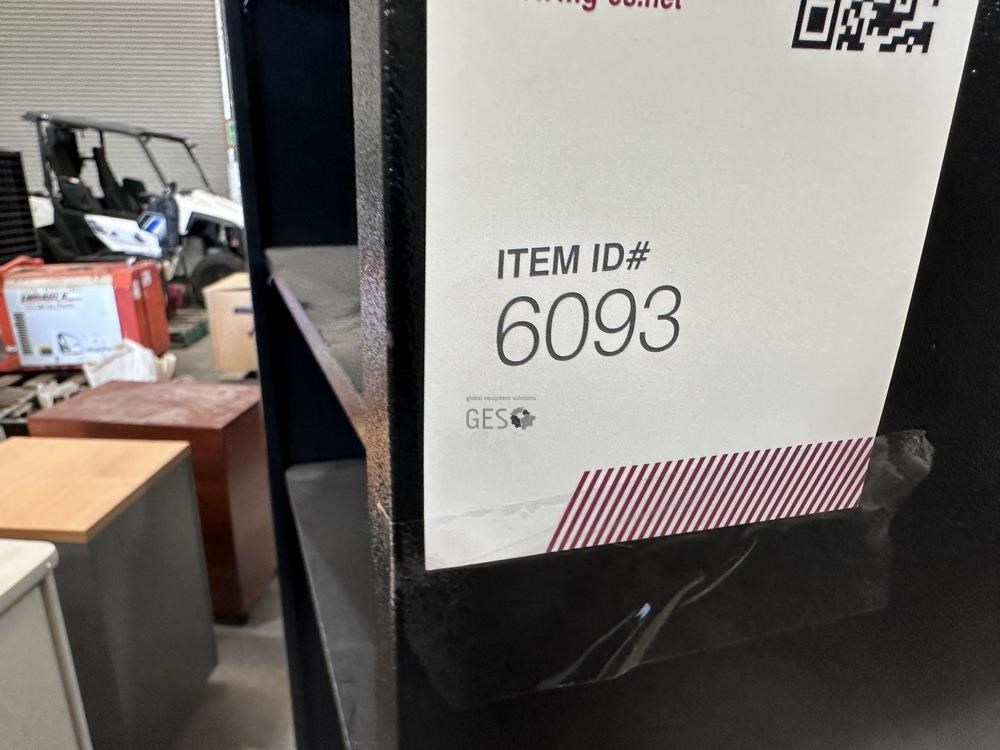 ITEM ID#
6093
global equipment solutions
GES